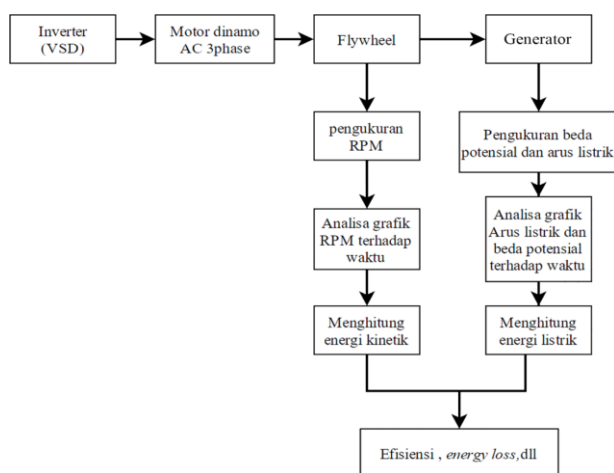 Inverter
(VSD)
Motor dinamo
AC 3phase
Flywheel
Generator
pengukuran
RPM
Pengukuran beda
potensial dan arus listrik
Analisa grafik
RPM terhadap
waktu
Analisa grafik
Arus listrik dan
beda potensial
terhadap waktu
Menghitung
energi kinetik
Menghitung
energi listrik
Efisiensi , energy loss,dll